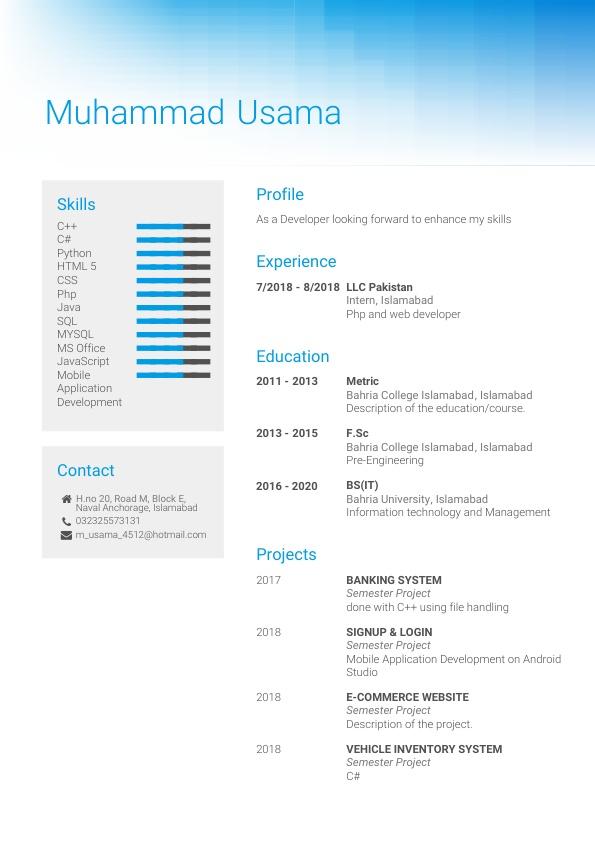 Muhammad Usama
Skills
C++
C#
Python
HTML 5
CSS
Php
Java
SQL
MYSQL
MS Office
JavaScript
Mobile
Application
Development
Contact
H.no 20, Road M, Block E,
Naval Anchorage, Islamabad
032325573131
m_usama_4512@hotmail.com
Profile
As a Developer looking forward to enhance my skills
Experience
7/2018 - 8/2018 LLC Pakistan
Intern, Islamabad
Php and web developer
Education
2011 - 2013 Metric
Bahria College Islamabad, Islamabad
Description of the education/course.
2013 - 2015 F.Sc
Bahria College Islamabad, Islamabad
Pre-Engineering
2016 - 2020 BS(IT)
Bahria University, Islamabad
Information technology and Management
Projects
2017 BANKING SYSTEM
Semester Project
done with C++ using file handling
2018 SIGNUP & LOGIN
Semester Project
Mobile Application Development on Android
Studio
2018 E-COMMERCE WEBSITE
Semester Project
Description of the project.
2018 VEHICLE INVENTORY SYSTEM
Semester Project
C#